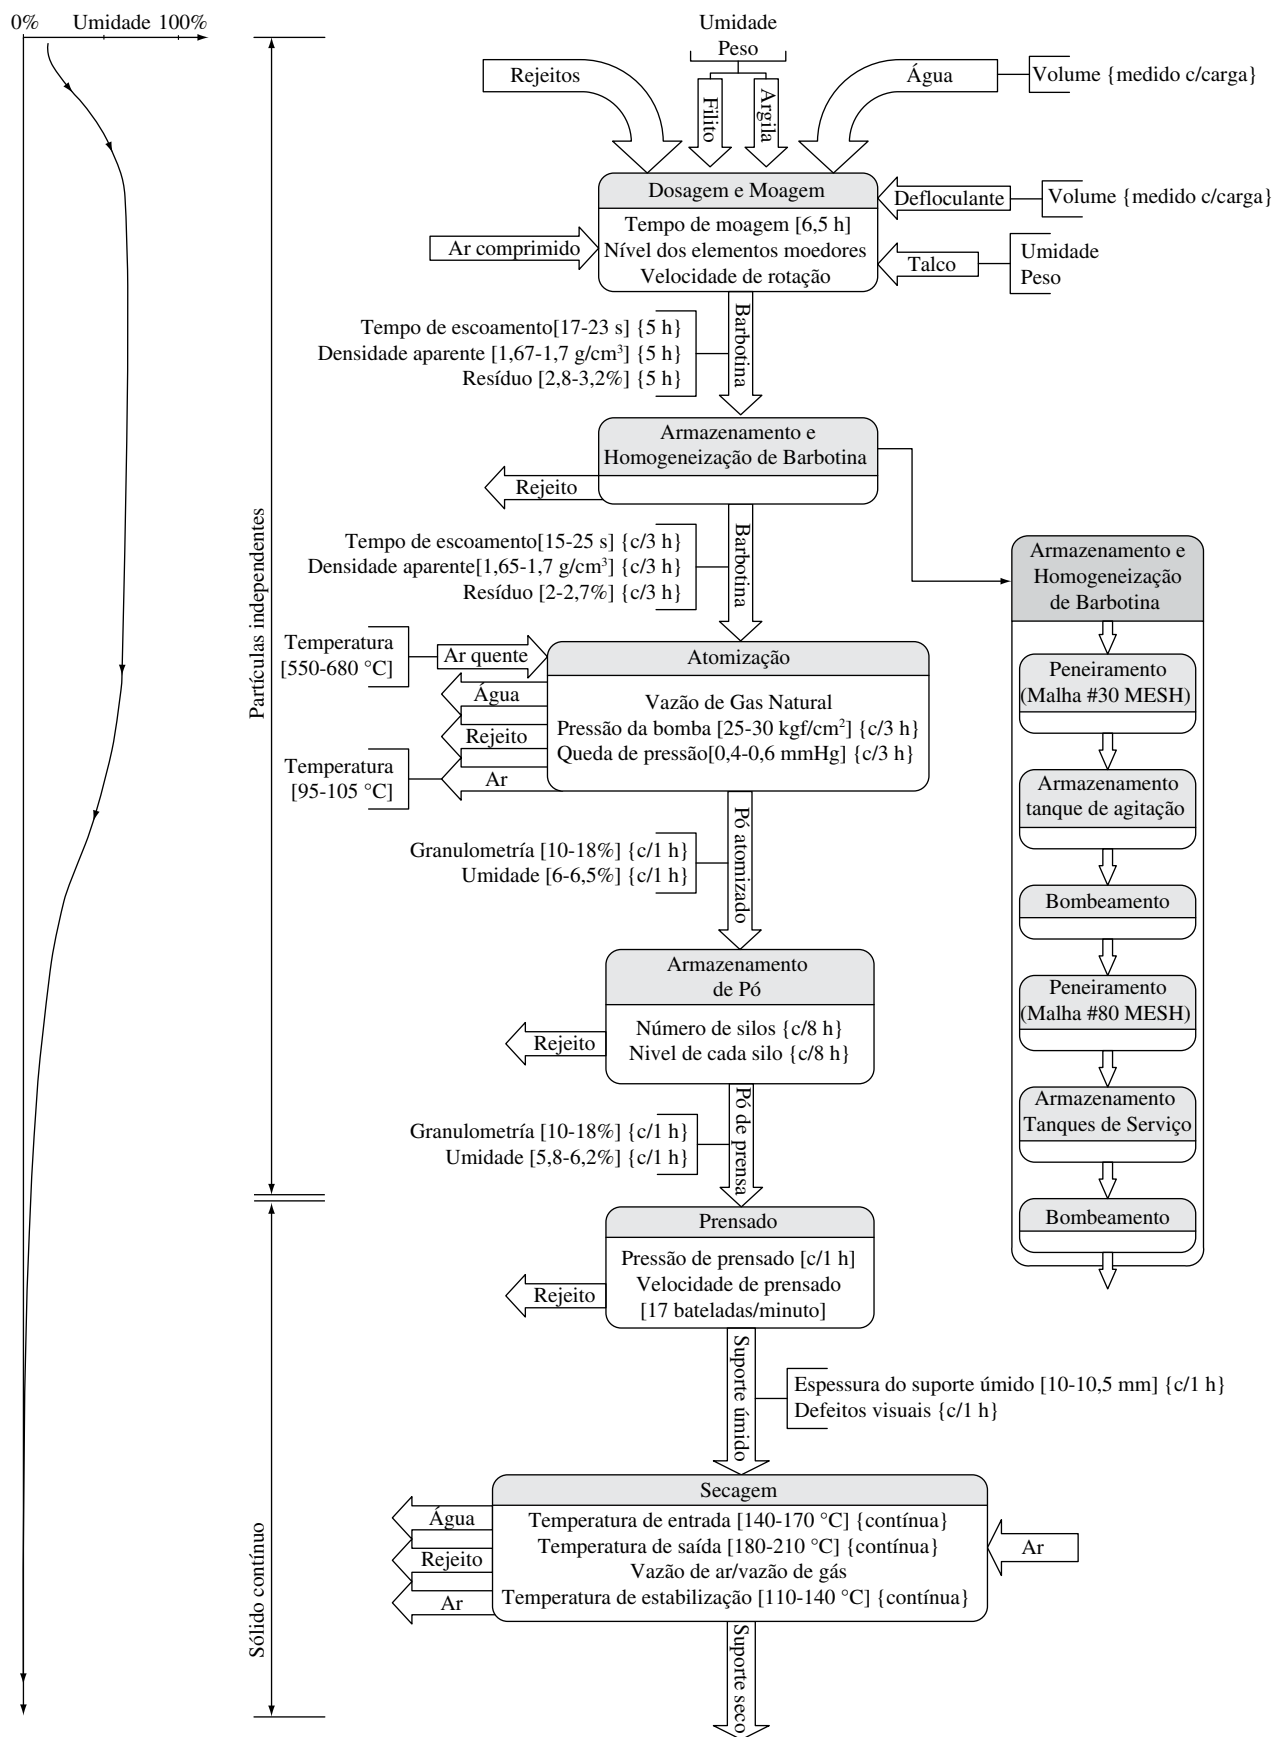 0% Umidade 100%
Umidade
Peso
Rejeitos
Filito
Argila
Água
Volume {medido c/carga}
Dosagem e Moagem
Tempo de moagem [6,5 h]
Nível dos elementos moedores
Velocidade de rotação
Defloculante
Volume {medido c/carga}
Ar comprimido
Talco
Umidade
Peso
Barbotina
Tempo de escoamento[17-23 s] {5 h}
Densidade aparente [1,67-1,7 g/cm³] {5 h}
Resíduo [2,8-3,2%] {5 h}
Armazenamento e
Homogeneização de Barbotina
Rejeito
Barbotina
Tempo de escoamento[15-25 s] {c/3 h}
Densidade aparente[1,65-1,7 g/cm³] {c/3 h}
Resíduo [2-2,7%] {c/3 h}
Partículas independentes
Temperatura
[550-680 °C]
Ar quente
Atomização
Vazão de Gas Natural
Pressão da bomba [25-30 kgf/cm²] {c/3 h}
Queda de pressão[0,4-0,6 mmHg] {c/3 h}
Água
Rejeito
Ar
Temperatura
[95-105 °C]
Pó atomizado
Granulometría [10-18%] {c/1 h}
Umidade [6-6,5%] {c/1 h}
Armazenamento
de Pó
Número de silos {c/8 h}
Nivel de cada silo {c/8 h}
Rejeito
Pó de prensa
Granulometría [10-18%] {c/1 h}
Umidade [5,8-6,2%] {c/1 h}
Prensado
Pressão de prensado [c/1 h]
Velocidade de prensado
[17 bateladas/minuto]
Rejeito
Suporte úmido
Espessura do suporte úmido [10-10,5 mm] {c/1 h}
Defeitos visuais {c/1 h}
Sólido contínuo
Secagem
Temperatura de entrada [140-170 °C] {contínua}
Temperatura de saída [180-210 °C] {contínua}
Vazão de ar/vazão de gás
Temperatura de estabilização [110-140 °C] {contínua}
Água
Rejeito
Ar
Ar
Suporte seco
Armazenamento e
Homogeneização
de Barbotina
Peneiramento
(Malha #30 MESH)
Armazenamento
tanque de agitação
Bombeamento
Peneiramento
(Malha #80 MESH)
Armazenamento
Tanques de Serviço
Bombeamento